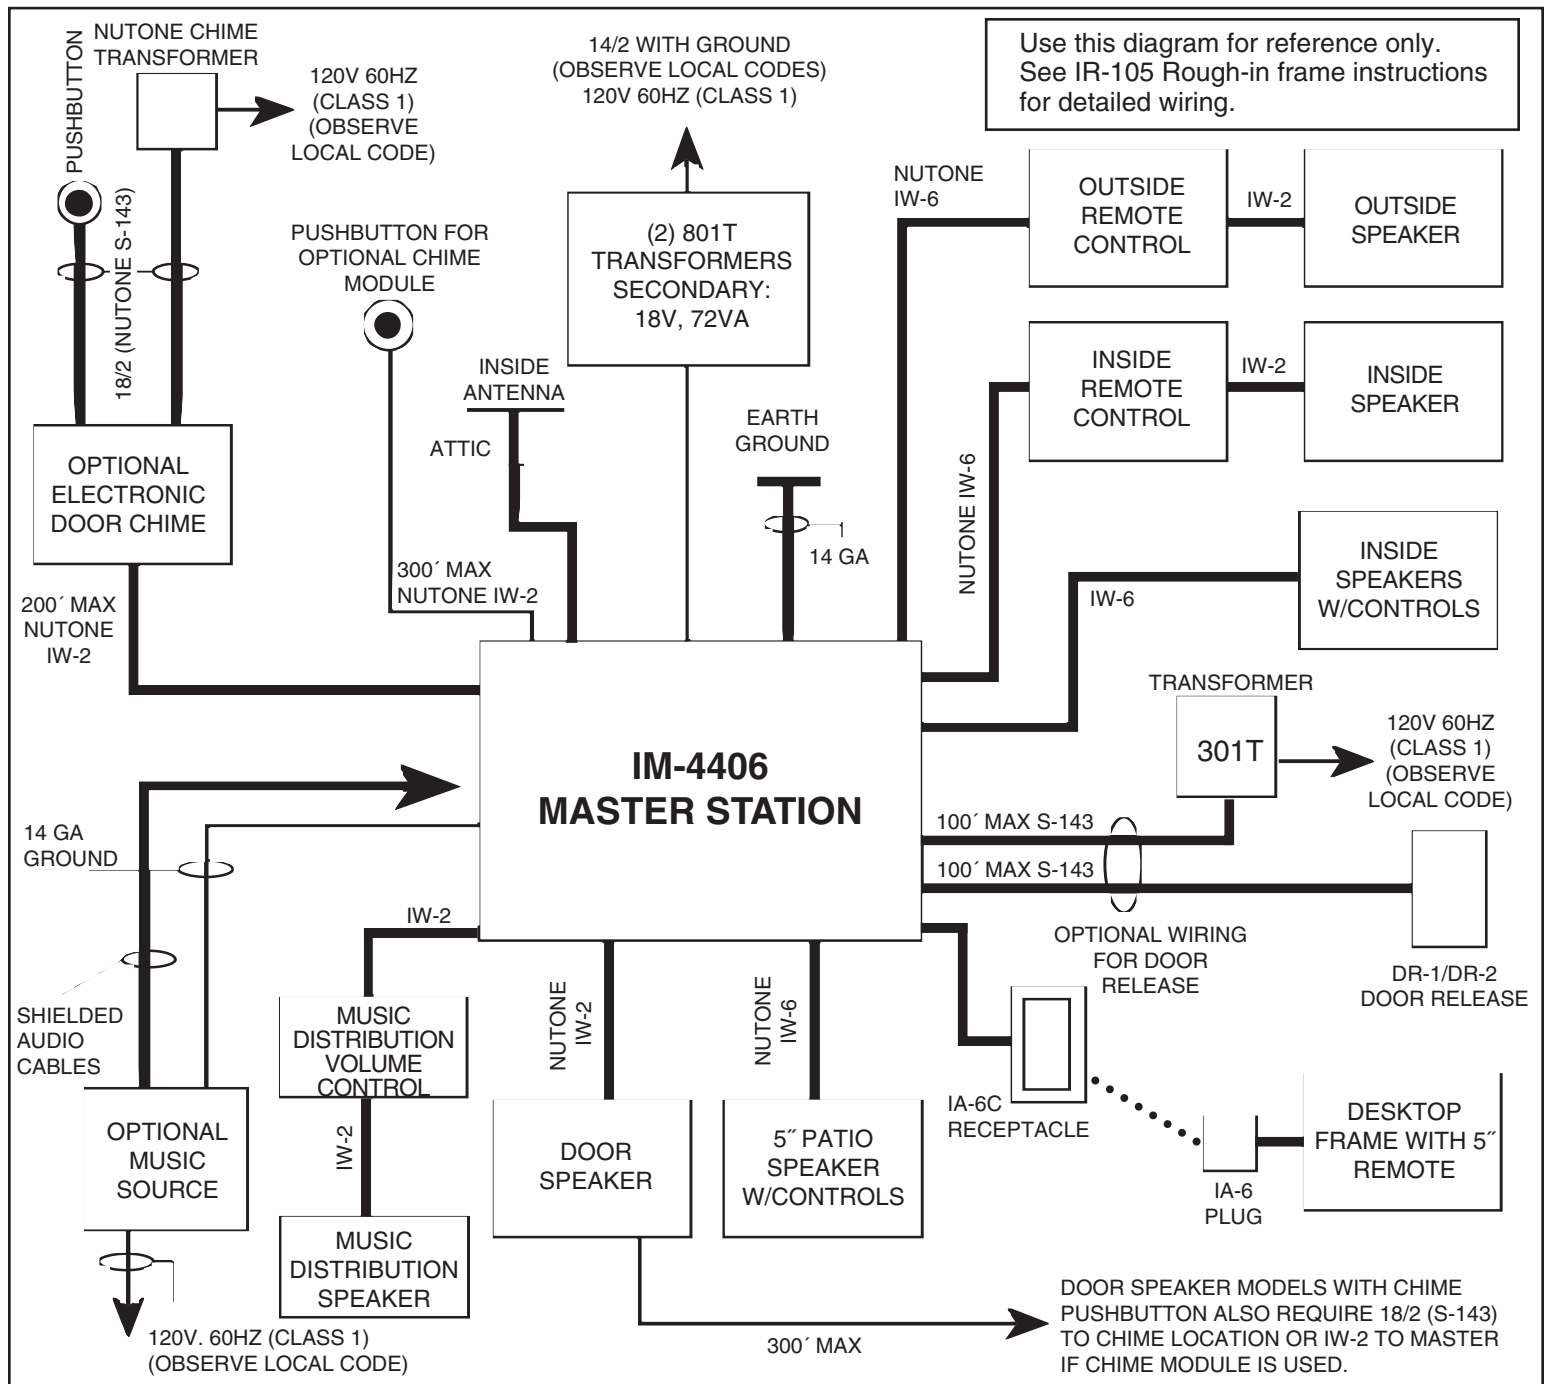 NUTONE CHIME
TRANSFORMER
PUSHBUTTON
120V 60HZ
(CLASS 1)
(OBSERVE
LOCAL CODE)
18/2 (NUTONE S-143)
14/2 WITH GROUND
(OBSERVE LOCAL CODES)
120V 60HZ (CLASS 1)
Use this diagram for reference only.
See IR-105 Rough-in frame instructions
for detailed wiring.
PUSHBUTTON FOR
OPTIONAL CHIME
MODULE
(2) 801T
TRANSFORMERS
SECONDARY:
18V, 72VA
NUTONE
IW-6
OUTSIDE
REMOTE
CONTROL
IW-2
OUTSIDE
SPEAKER
INSIDE
ANTENNA
ATTIC
EARTH
GROUND
14 GA
INSIDE
REMOTE
CONTROL
IW-2
INSIDE
SPEAKER
NUTONE IW-6
OPTIONAL
ELECTRONIC
DOOR CHIME
300´ MAX
NUTONE IW-2
200´ MAX
NUTONE
IW-2
INSIDE
SPEAKERS
W/CONTROLS
IW-6
TRANSFORMER
301T
120V 60HZ
(CLASS 1)
(OBSERVE
LOCAL CODE)
IM-4406
MASTER STATION
14 GA
GROUND
100´ MAX S-143
100´ MAX S-143
OPTIONAL WIRING
FOR DOOR
RELEASE
DR-1/DR-2
DOOR RELEASE
IW-2
SHIELDED
AUDIO
CABLES
MUSIC
DISTRIBUTION
VOLUME
CONTROL
NUTONE
IW-2
NUTONE
IW-6
IA-6C
RECEPTACLE
OPTIONAL
MUSIC
SOURCE
IW-2
DOOR
SPEAKER
5˝ PATIO
SPEAKER
W/CONTROLS
DESKTOP
FRAME WITH 5˝
REMOTE
IA-6
PLUG
MUSIC
DISTRIBUTION
SPEAKER
120V. 60HZ (CLASS 1)
(OBSERVE LOCAL CODE)
300´ MAX
DOOR SPEAKER MODELS WITH CHIME
PUSHBUTTON ALSO REQUIRE 18/2 (S-143)
TO CHIME LOCATION OR IW-2 TO MASTER
IF CHIME MODULE IS USED.